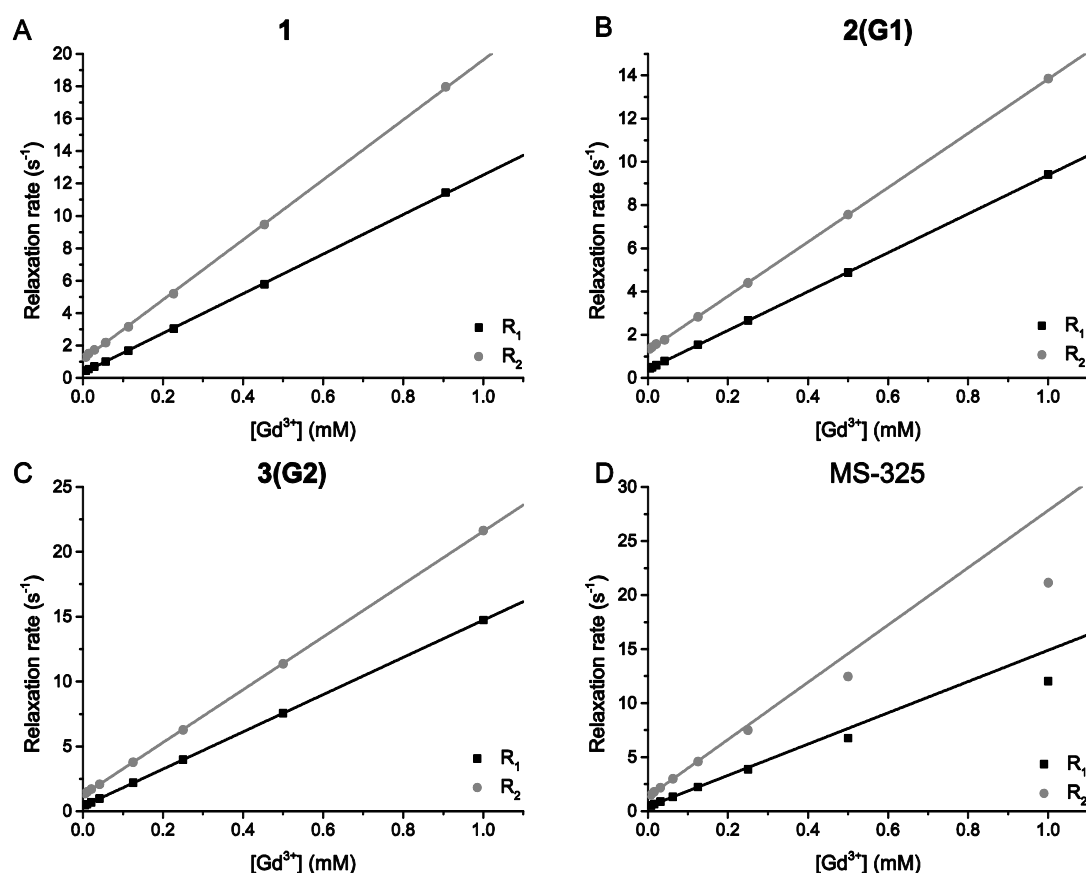 A
1
20
18
16
14
12
10
8
6
4
2
0
Relaxation rate (s⁻¹)
R₁
R₂
0.0 0.2 0.4 0.6 0.8 1.0
[Gd³⁺] (mM)
B
2(G1)
14
12
10
8
6
4
2
0
Relaxation rate (s⁻¹)
R₁
R₂
0.0 0.2 0.4 0.6 0.8 1.0
[Gd³⁺] (mM)
C
3(G2)
25
20
15
10
5
0
Relaxation rate (s⁻¹)
R₁
R₂
0.0 0.2 0.4 0.6 0.8 1.0
[Gd³⁺] (mM)
D
MS-325
30
25
20
15
10
5
0
Relaxation rate (s⁻¹)
R₁
R₂
0.0 0.2 0.4 0.6 0.8 1.0
[Gd³⁺] (mM)